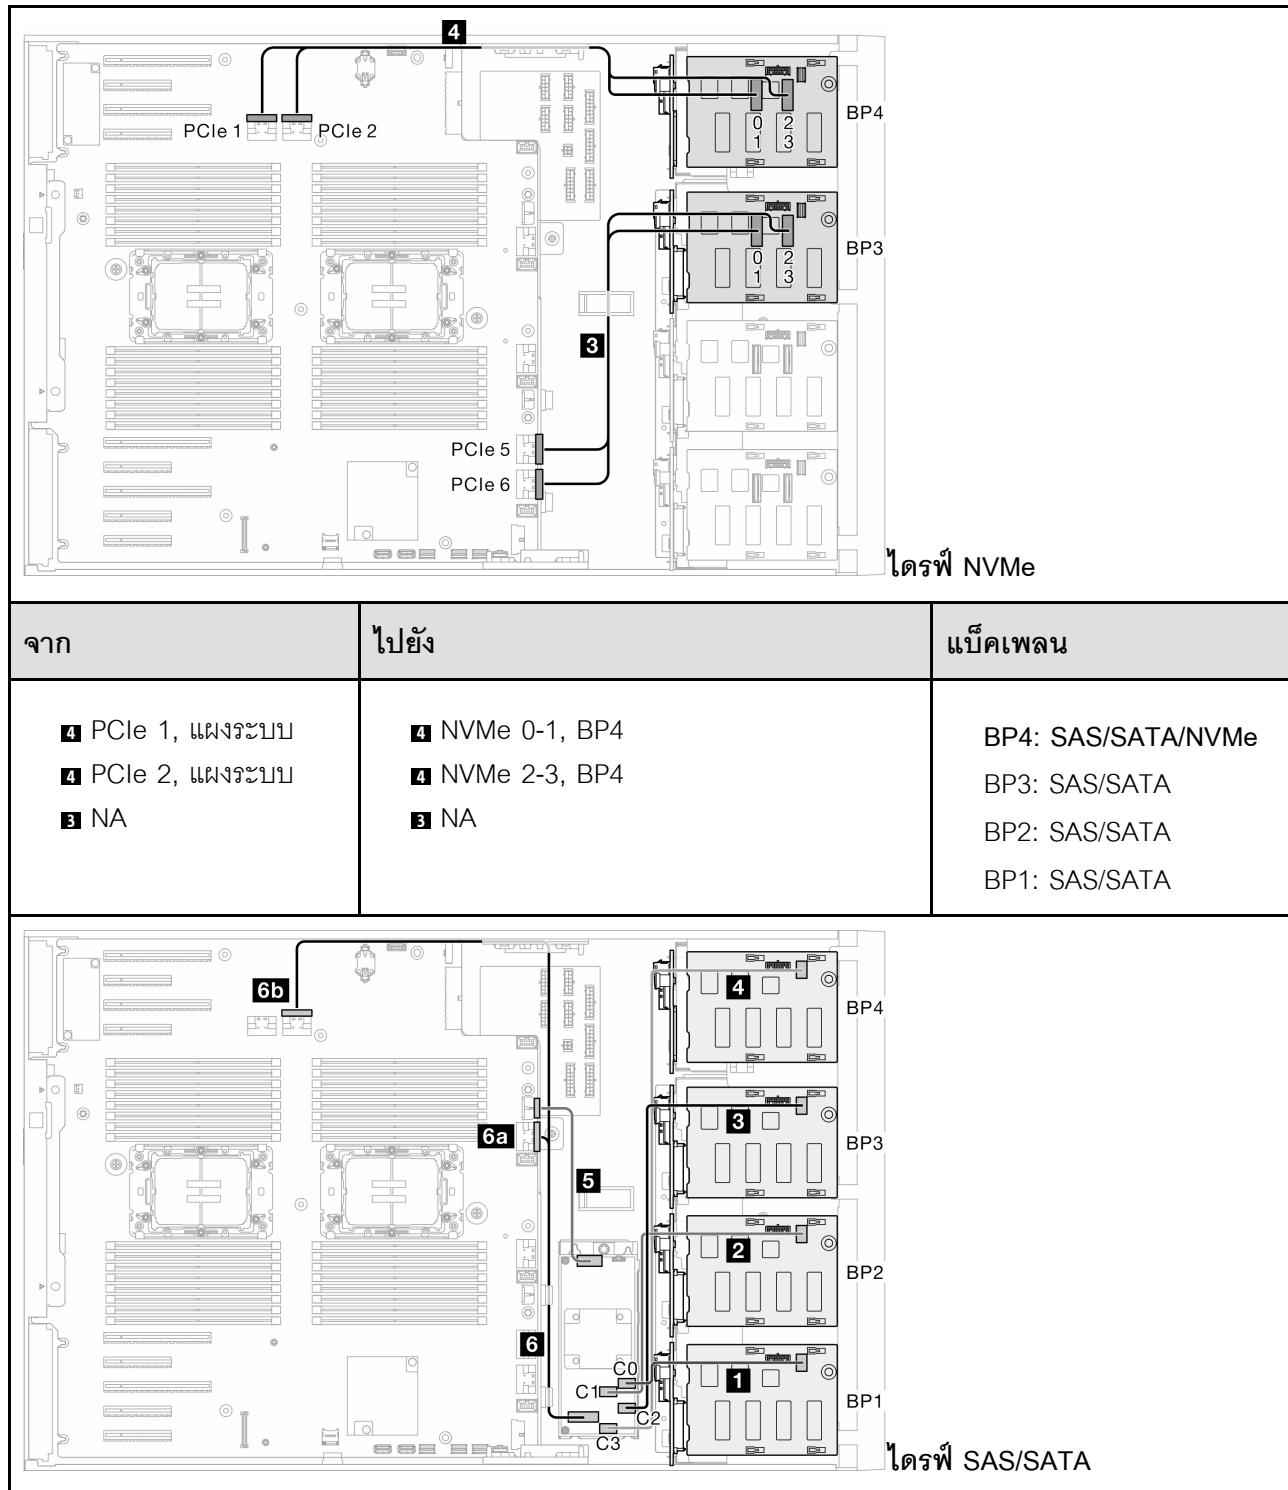 4
PCIe 1
PCIe 2
BP4
0 2
1 3
BP3
0 2
1 3
3
PCIe 5
PCIe 6
ไดรฟ์ NVMe
จาก
ไปยัง
แบ็คเพลน
4 PCIe 1, แผงระบบ
4 PCIe 2, แผงระบบ
3 NA
4 NVMe 0-1, BP4
4 NVMe 2-3, BP4
3 NA
BP4: SAS/SATA/NVMe
BP3: SAS/SATA
BP2: SAS/SATA
BP1: SAS/SATA
6b
4
BP4
3
6a
BP3
5
2
BP2
6
C0
1
C1
C2
BP1
C3
ไดรฟ์ SAS/SATA